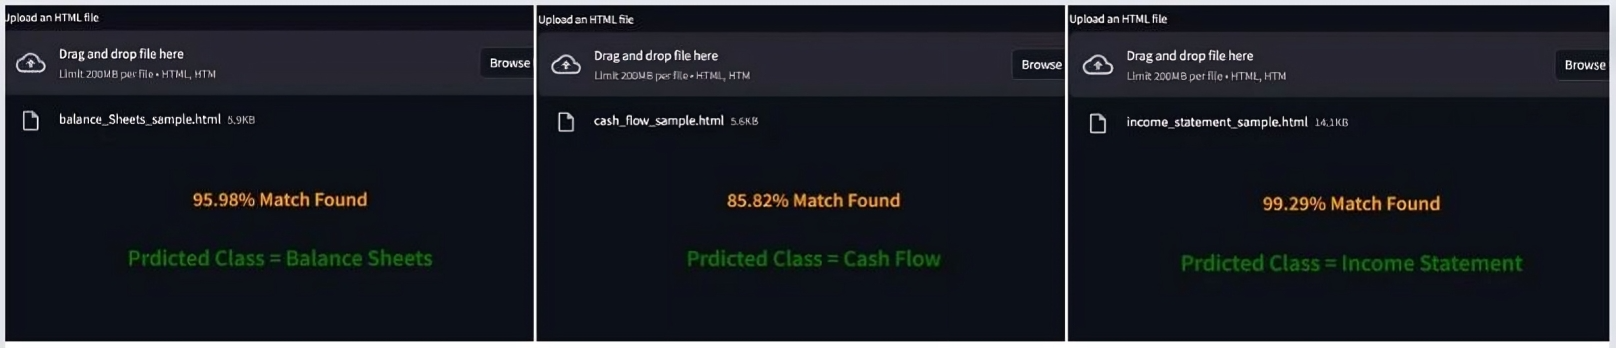 Upload an HTML file
Drag and drop file here
Limit 200MB per file • HTML, HTM
Browse
balance_Sheets_sample.html 5.9KB
95.98% Match Found
Prdicted Class = Balance Sheets
Upload an HTML file
Drag and drop file here
Limit 200MB per file • HTML, HTM
Browse
cash_flow_sample.html 5.6KB
85.82% Match Found
Prdicted Class = Cash Flow
Upload an HTML file
Drag and drop file here
Limit 200MB per file • HTML, HTM
Browse
income_statement_sample.html 14.1KB
99.29% Match Found
Prdicted Class = Income Statement